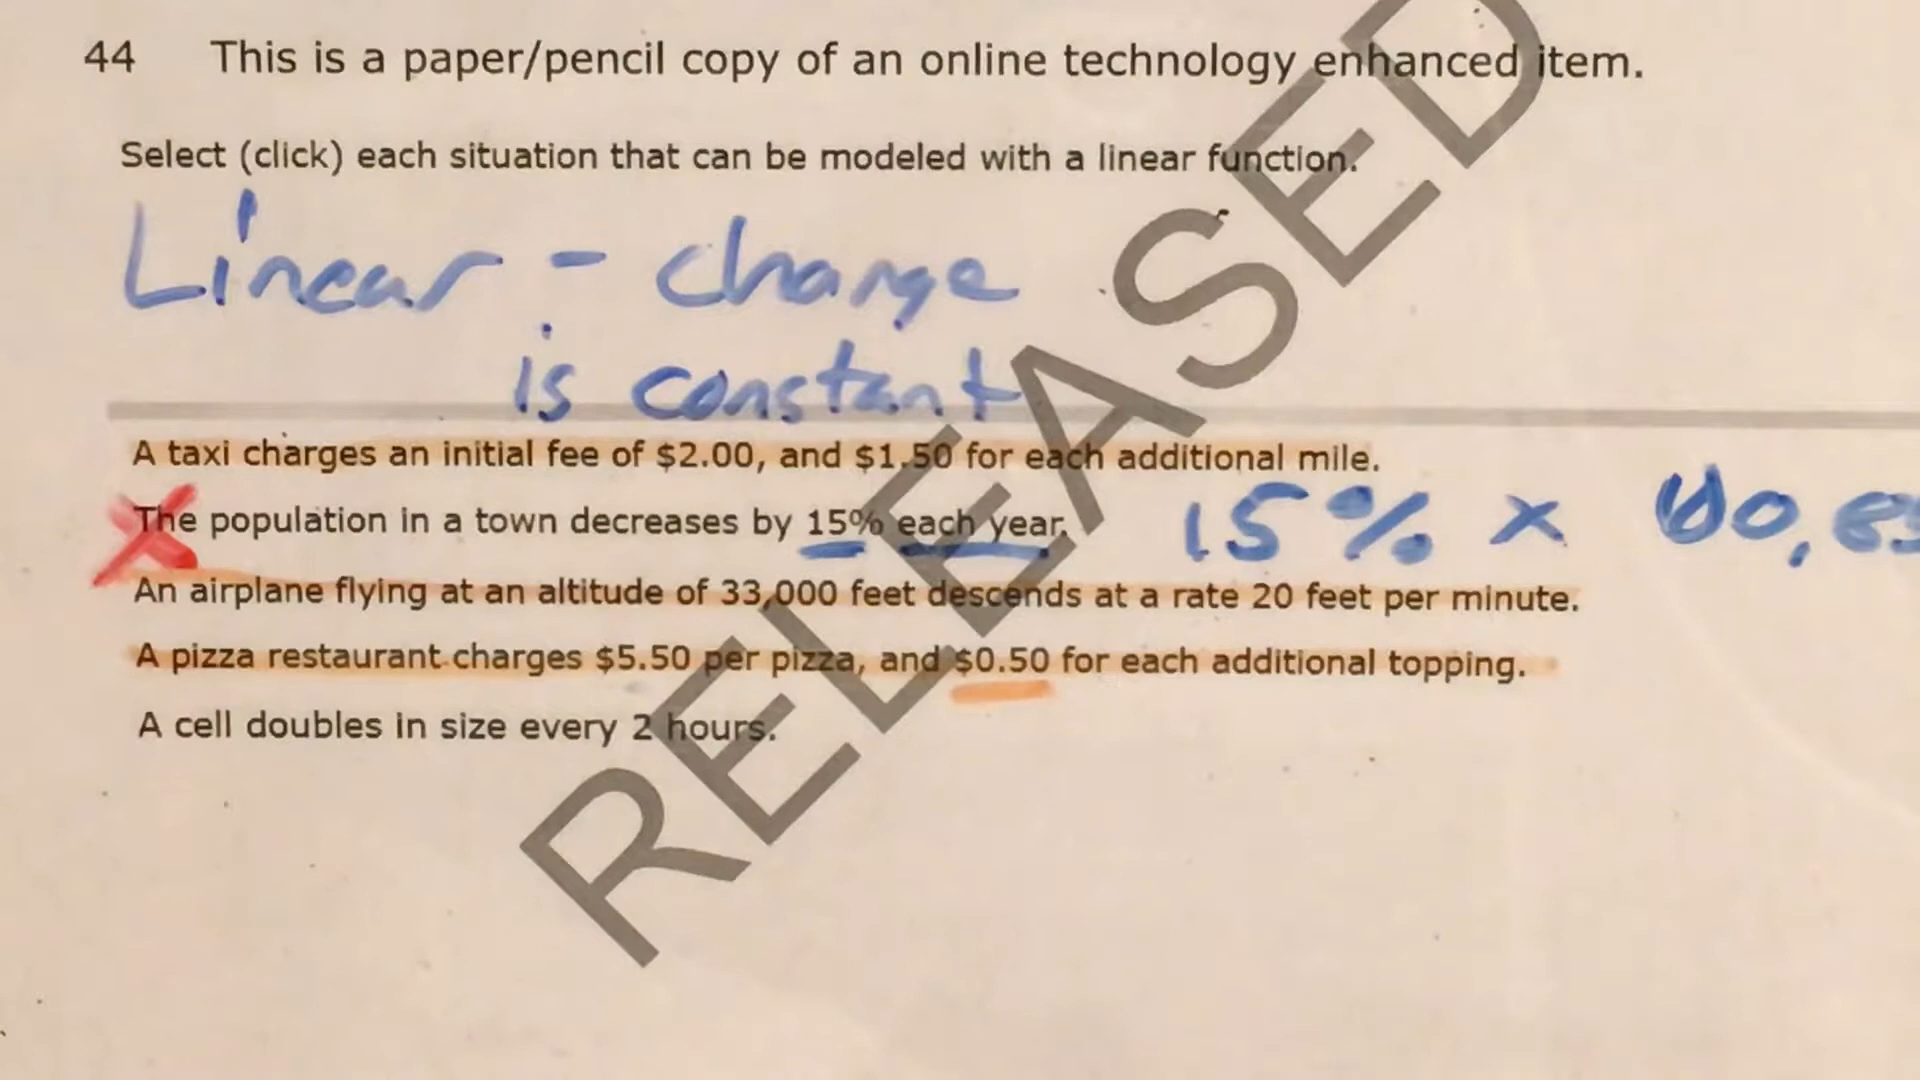 44 This is a paper/pencil copy of an online technology enhanced item.
Select (click) each situation that can be modeled with a linear function.
Linear - change
is constant
A taxi charges an initial fee of $2.00, and $1.50 for each additional mile.
The population in a town decreases by 15% each year. 15% x
An airplane flying at an altitude of 33,000 feet descends at a rate 20 feet per minute.
A pizza restaurant charges $5.50 per pizza, and $0.50 for each additional topping.
A cell doubles in size every 2 hours.
RELEASED